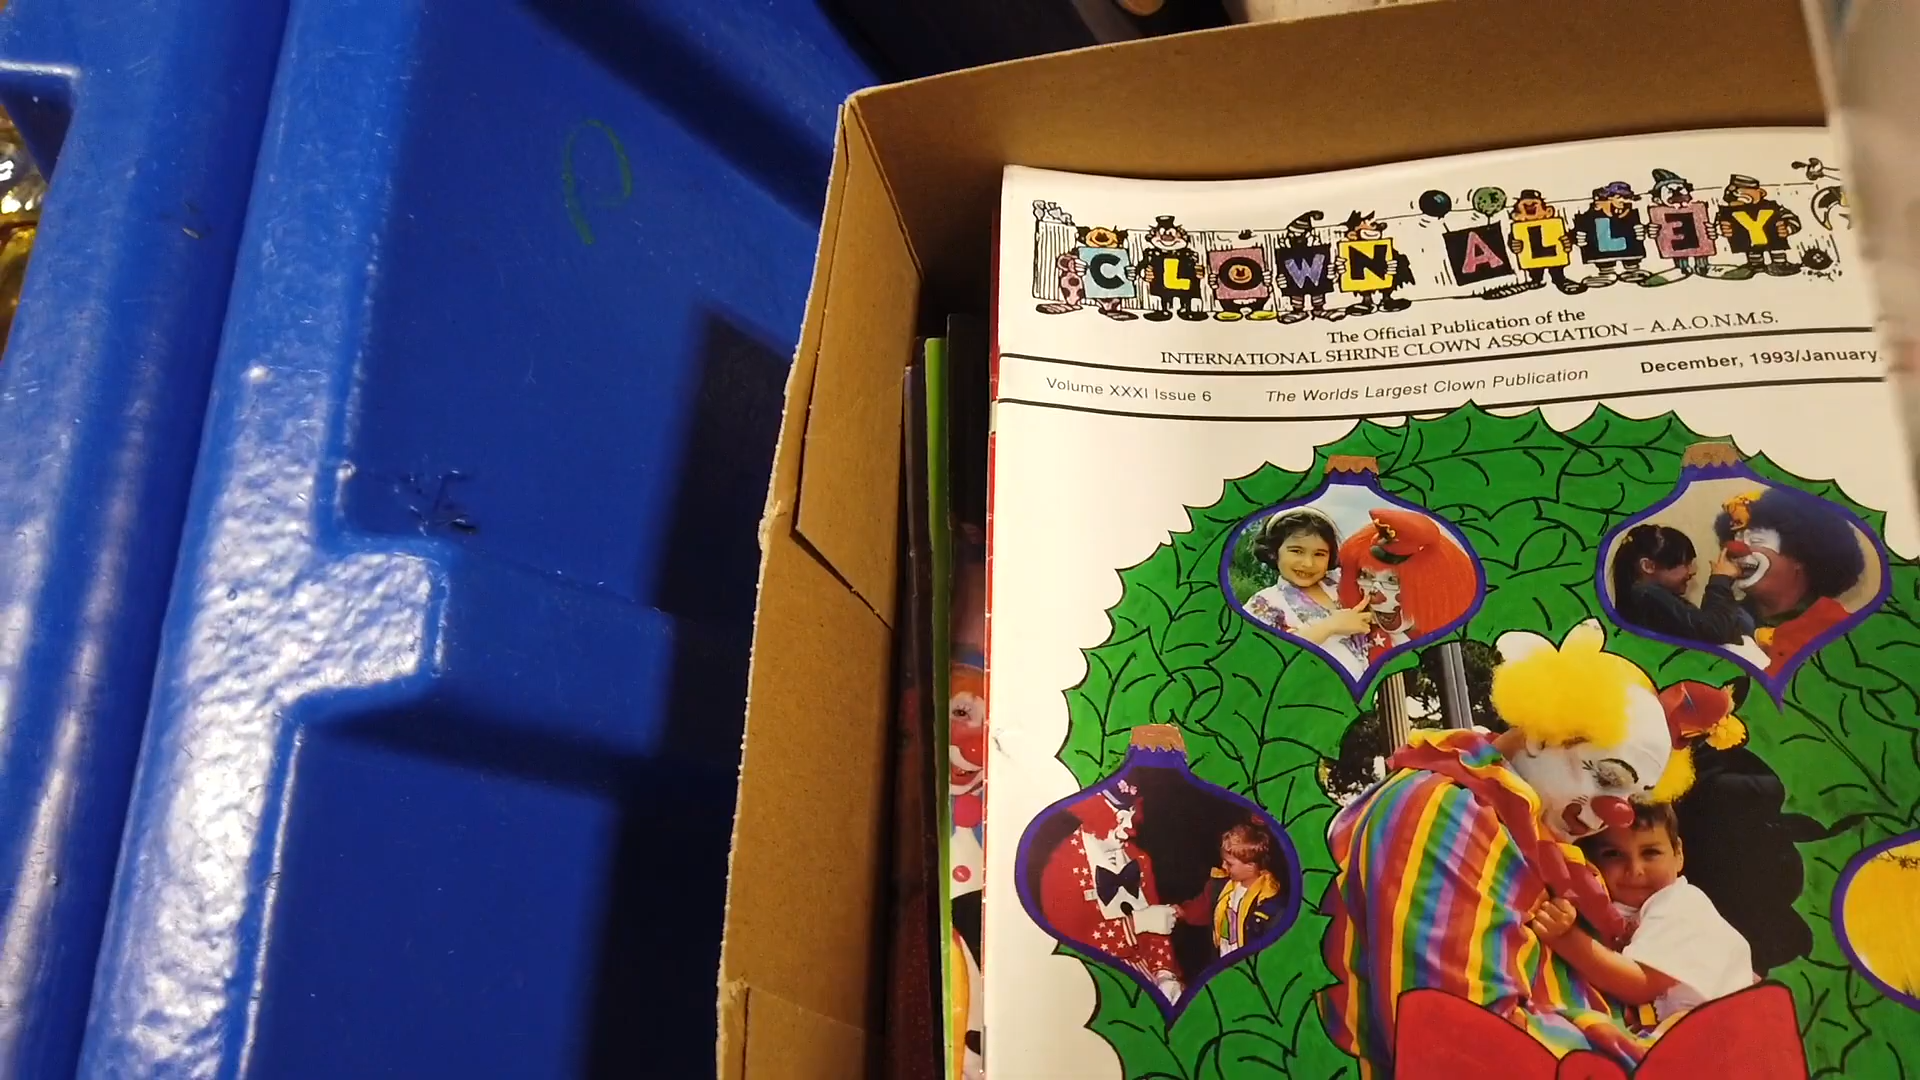 CLOWN ALLEY
The Official Publication of the
INTERNATIONAL SHRINE CLOWN ASSOCIATION – A.A.O.N.M.S.
Volume XXXI Issue 6 The Worlds Largest Clown Publication December, 1993/January,